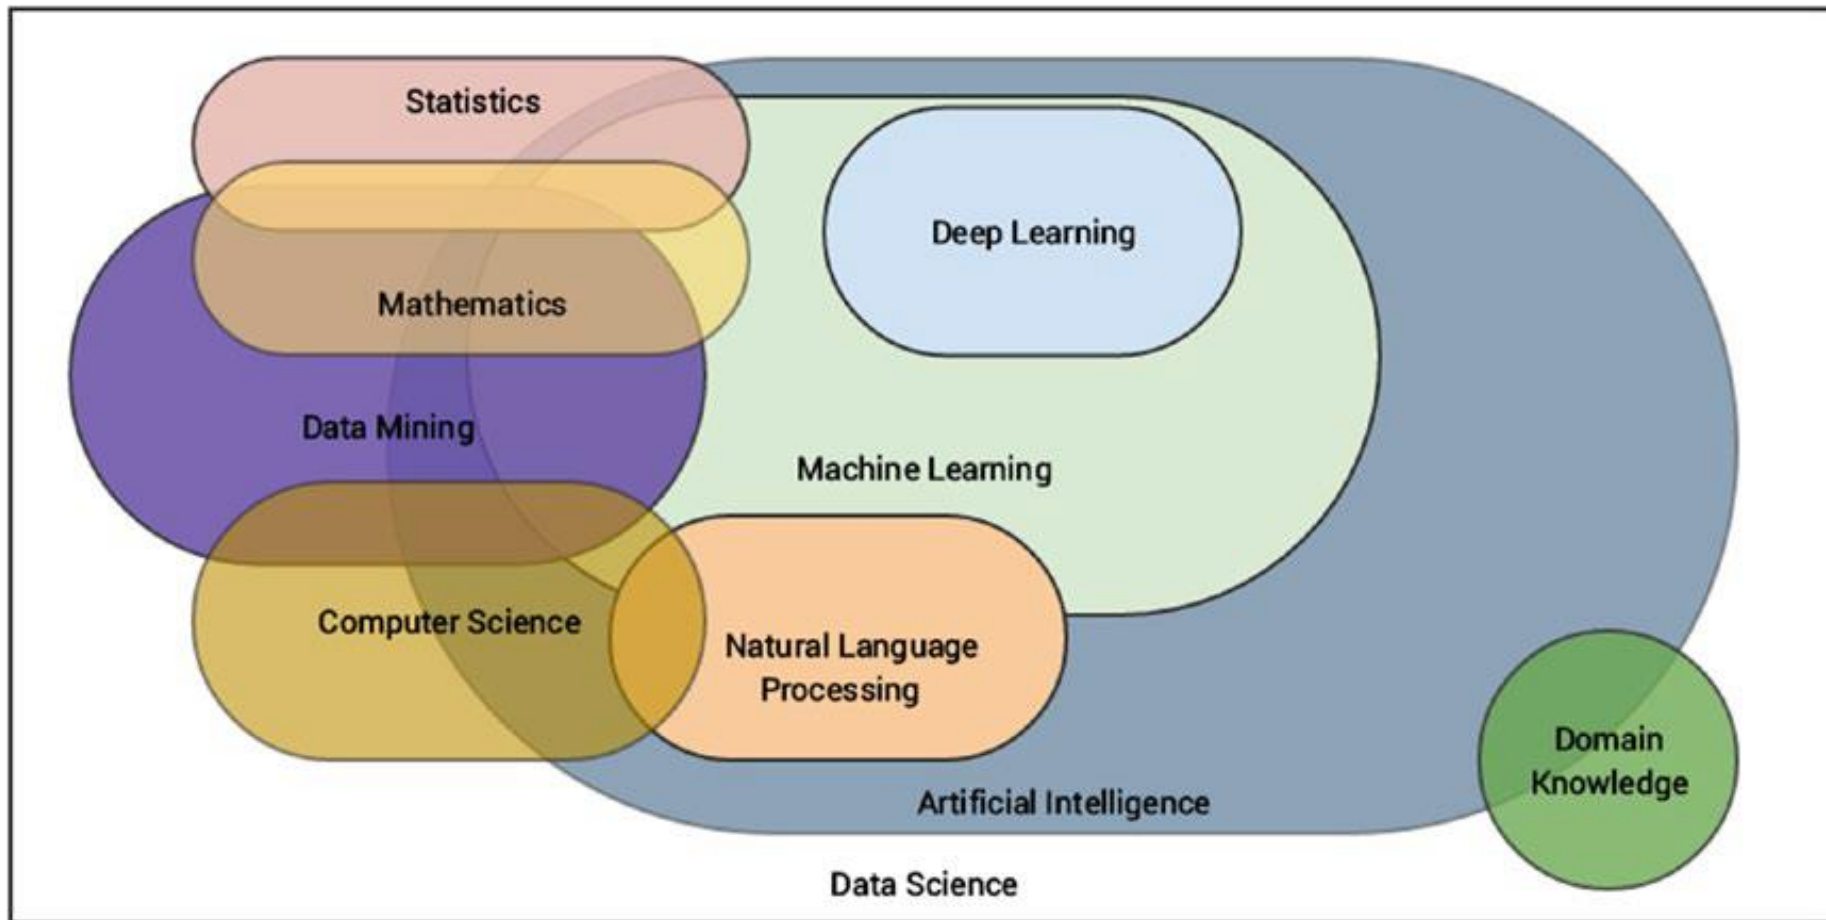 Statistics
Deep Learning
Mathematics
Data Mining
Machine Learning
Computer Science
Natural Language
Processing
Domain
Knowledge
Artificial Intelligence
Data Science